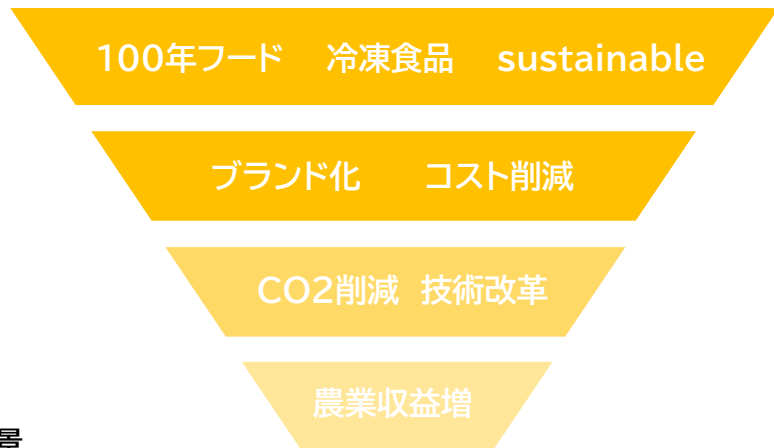 100年フード 冷凍食品 sustainable
ブランド化 コスト削減
CO2削減 技術改革
農業収益増
景